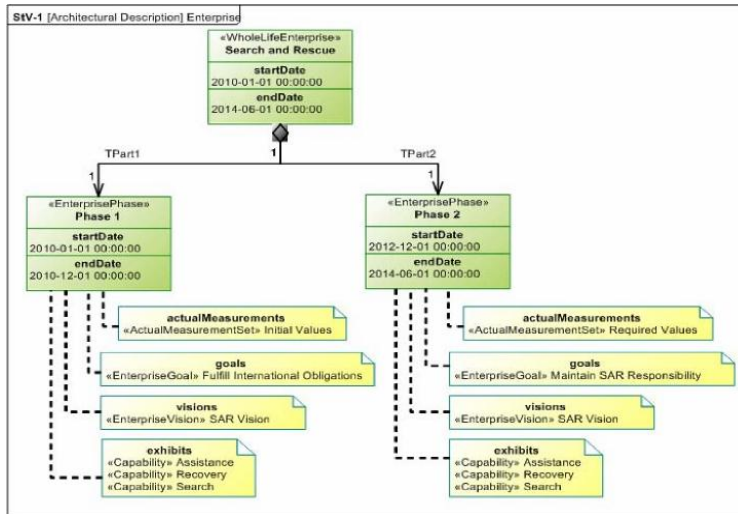 StV-1 [Architectural Description] Enterprise
«WholeLifeEnterprise»
Search and Rescue
startDate
2010-01-01 00:00:00
endDate
2014-06-01 00:00:00
1
TPart1
TPart2
1
1
«EnterprisePhase»
Phase 1
startDate
2010-01-01 00:00:00
endDate
2010-12-01 00:00:00
actualMeasurements
«ActualMeasurementSet» Initial Values
goals
«EnterpriseGoal» Fulfill International Obligations
visions
«EnterpriseVision» SAR Vision
exhibits
«Capability» Assistance
«Capability» Recovery
«Capability» Search
«EnterprisePhase»
Phase 2
startDate
2012-12-01 00:00:00
endDate
2014-06-01 00:00:00
actualMeasurements
«ActualMeasurementSet» Required Values
goals
«EnterpriseGoal» Maintain SAR Responsibility
visions
«EnterpriseVision» SAR Vision
exhibits
«Capability» Assistance
«Capability» Recovery
«Capability» Search